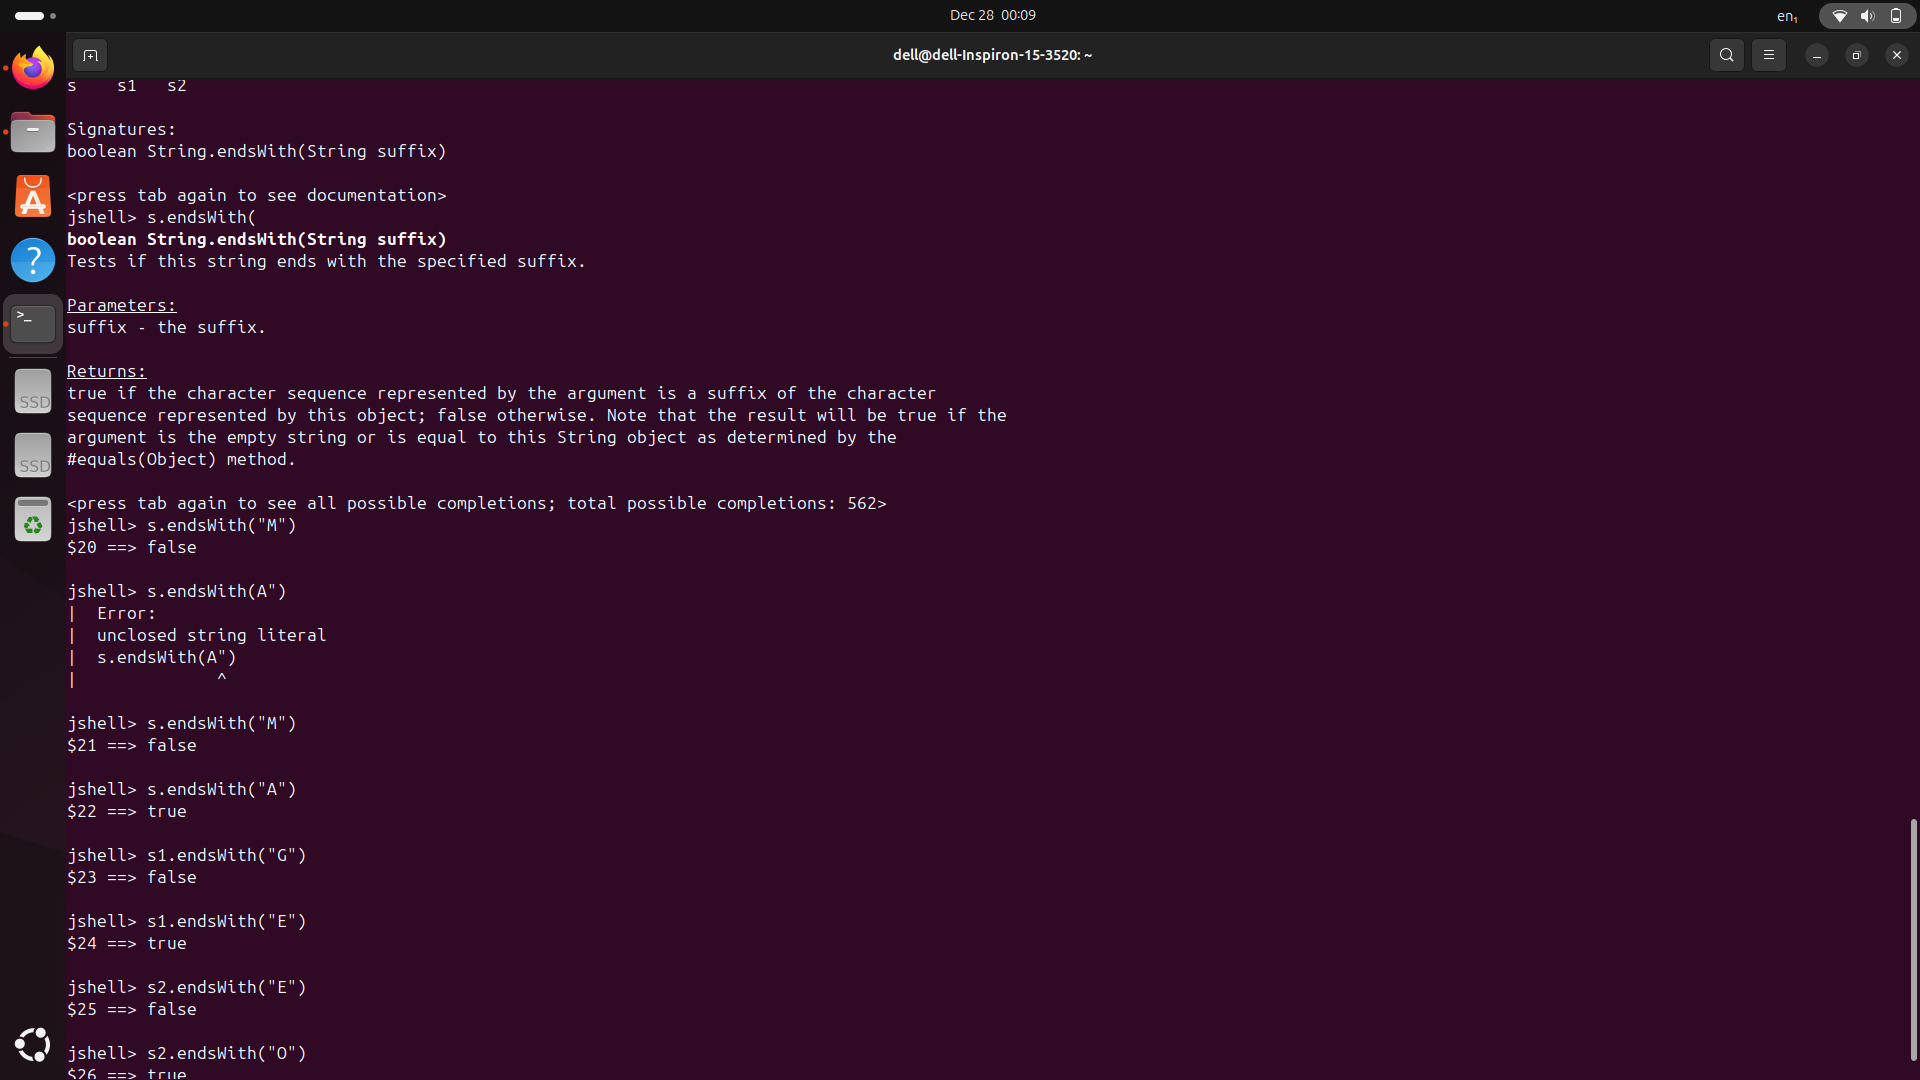 Dec 28 00:09
en₁
dell@dell-Inspiron-15-3520: ~
s    s1   s2
Signatures:
boolean String.endsWith(String suffix)
<press tab again to see documentation>
jshell> s.endsWith(
boolean String.endsWith(String suffix)
Tests if this string ends with the specified suffix.
Parameters:
suffix - the suffix.
Returns:
true if the character sequence represented by the argument is a suffix of the character
sequence represented by this object; false otherwise. Note that the result will be true if the
argument is the empty string or is equal to this String object as determined by the
#equals(Object) method.
<press tab again to see all possible completions; total possible completions: 562>
jshell> s.endsWith("M")
$20 ==> false
jshell> s.endsWith(A")
|  Error:
|  unclosed string literal
|  s.endsWith(A")
|              ^
jshell> s.endsWith("M")
$21 ==> false
jshell> s.endsWith("A")
$22 ==> true
jshell> s1.endsWith("G")
$23 ==> false
jshell> s1.endsWith("E")
$24 ==> true
jshell> s2.endsWith("E")
$25 ==> false
jshell> s2.endsWith("O")
$26 ==> true
>_
SSD
SSD